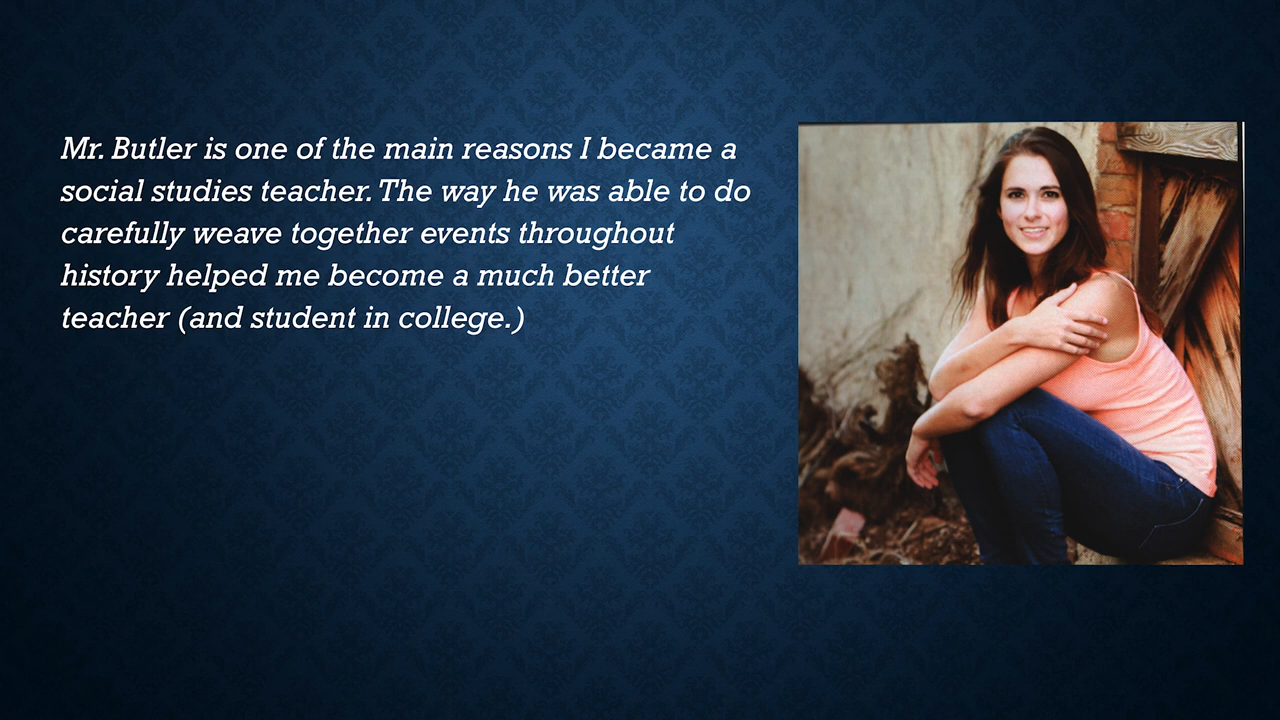 Mr. Butler is one of the main reasons I became a
social studies teacher. The way he was able to do
carefully weave together events throughout
history helped me become a much better
teacher (and student in college.)